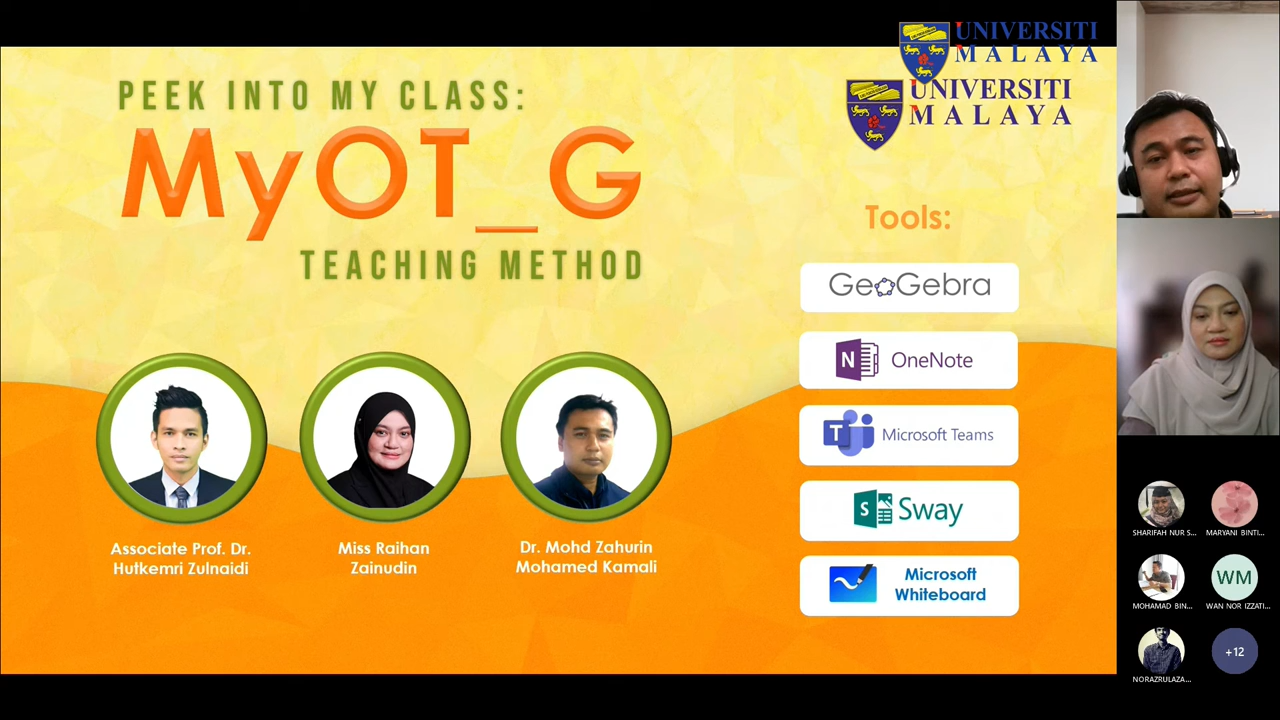 UNIVERSITI
MALAYA
UNIVERSITI
MALAYA
PEEK INTO MY CLASS:
MyOT_G
TEACHING METHOD
Tools:
GeoGebra
N OneNote
T Microsoft Teams
S Sway
Microsoft
Whiteboard
Associate Prof. Dr.
Hutkemri Zulnaidi
Miss Raihan
Zainudin
Dr. Mohd Zahurin
Mohamed Kamali
SHARIFAH NUR S...
MARYANI BINTI...
WM
MOHAMAD BIN...
WAN NOR IZZATI...
+12
NORAZRULAZA...